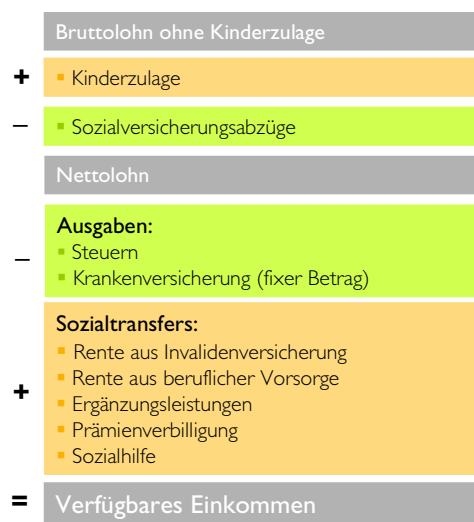 Bruttolohn ohne Kinderzulage
+ ▪ Kinderzulage
– ▪ Sozialversicherungsabzüge
Nettolohn
Ausgaben:
▪ Steuern
– ▪ Krankenversicherung (fixer Betrag)
Sozialtransfers:
▪ Rente aus Invalidenversicherung
▪ Rente aus beruflicher Vorsorge
+ ▪ Ergänzungsleistungen
▪ Prämienverbilligung
▪ Sozialhilfe
= Verfügbares Einkommen